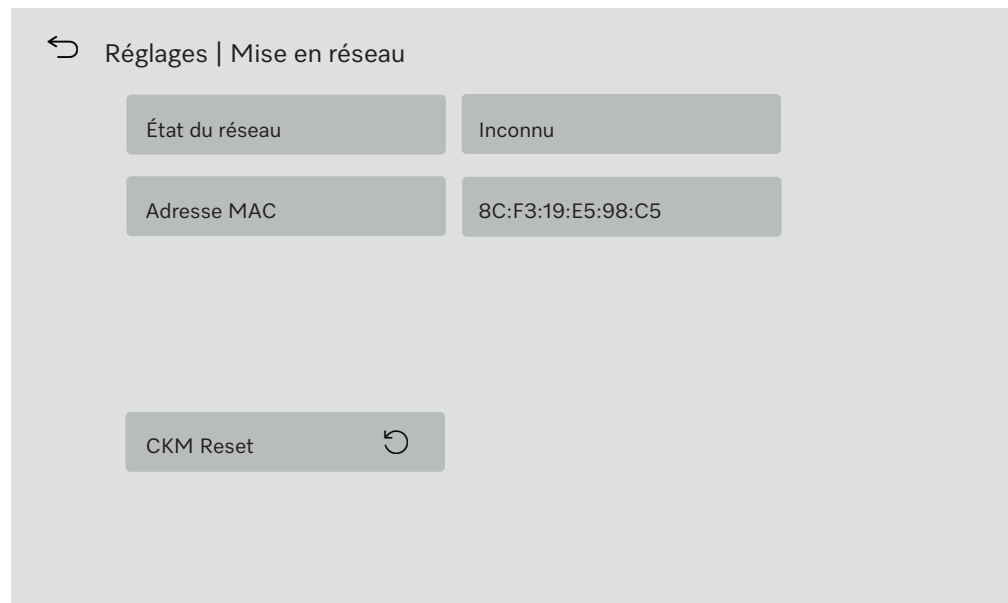 Réglages | Mise en réseau
État du réseau Inconnu
Adresse MAC 8C:F3:19:E5:98:C5
CKM Reset